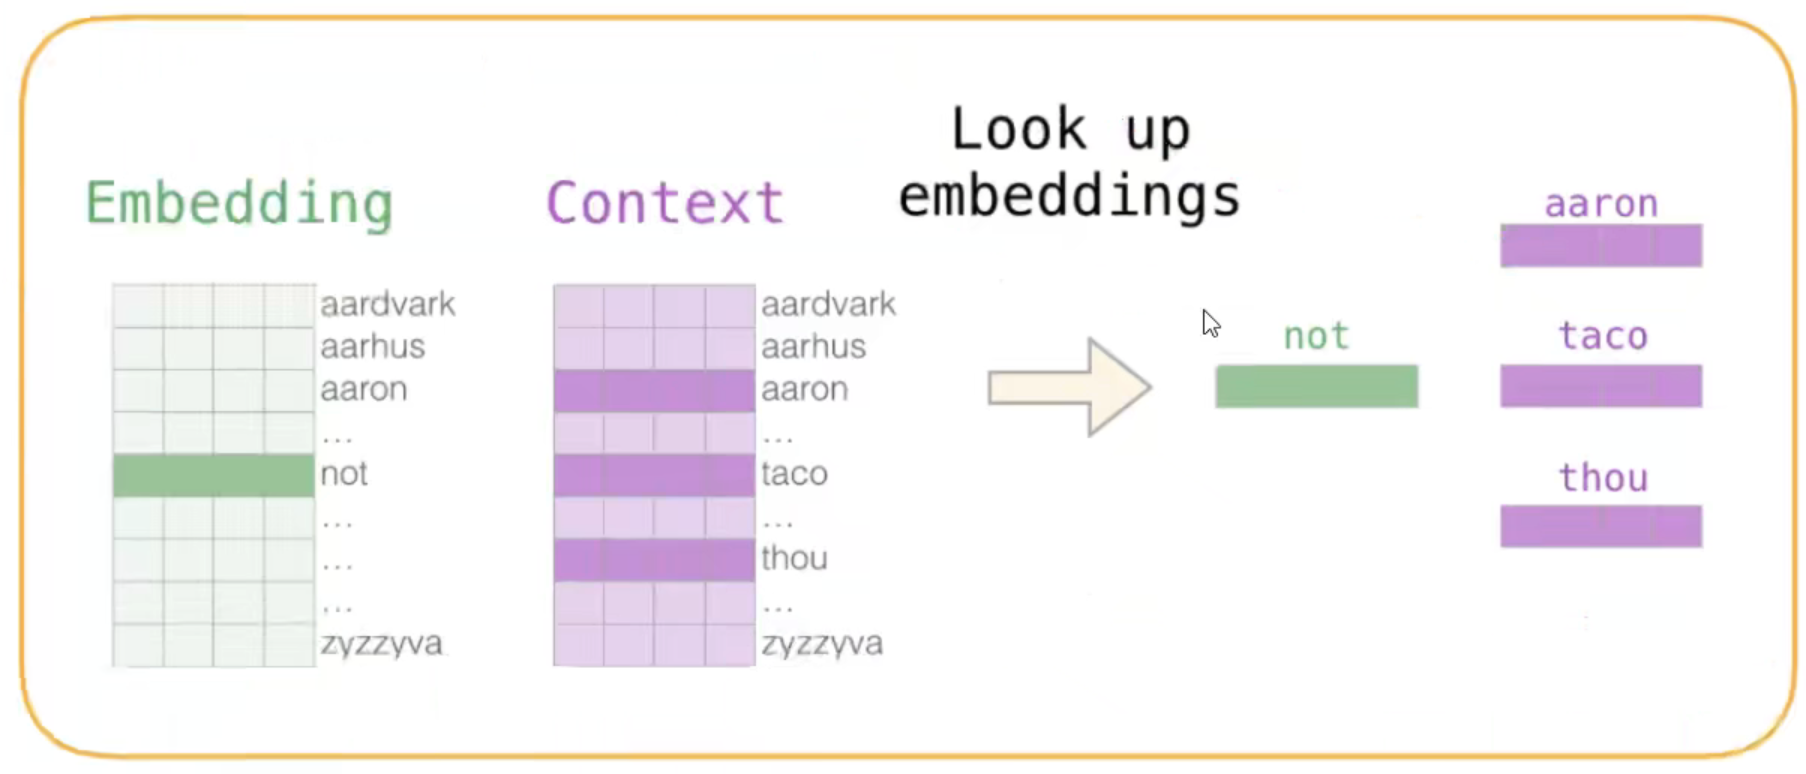 Embedding
aardvark
aarhus
aaron
...
not
...
...
...
zyzzyva
Context
aardvark
aarhus
aaron
...
taco
...
thou
...
zyzzyva
Look up
embeddings
not
aaron
taco
thou